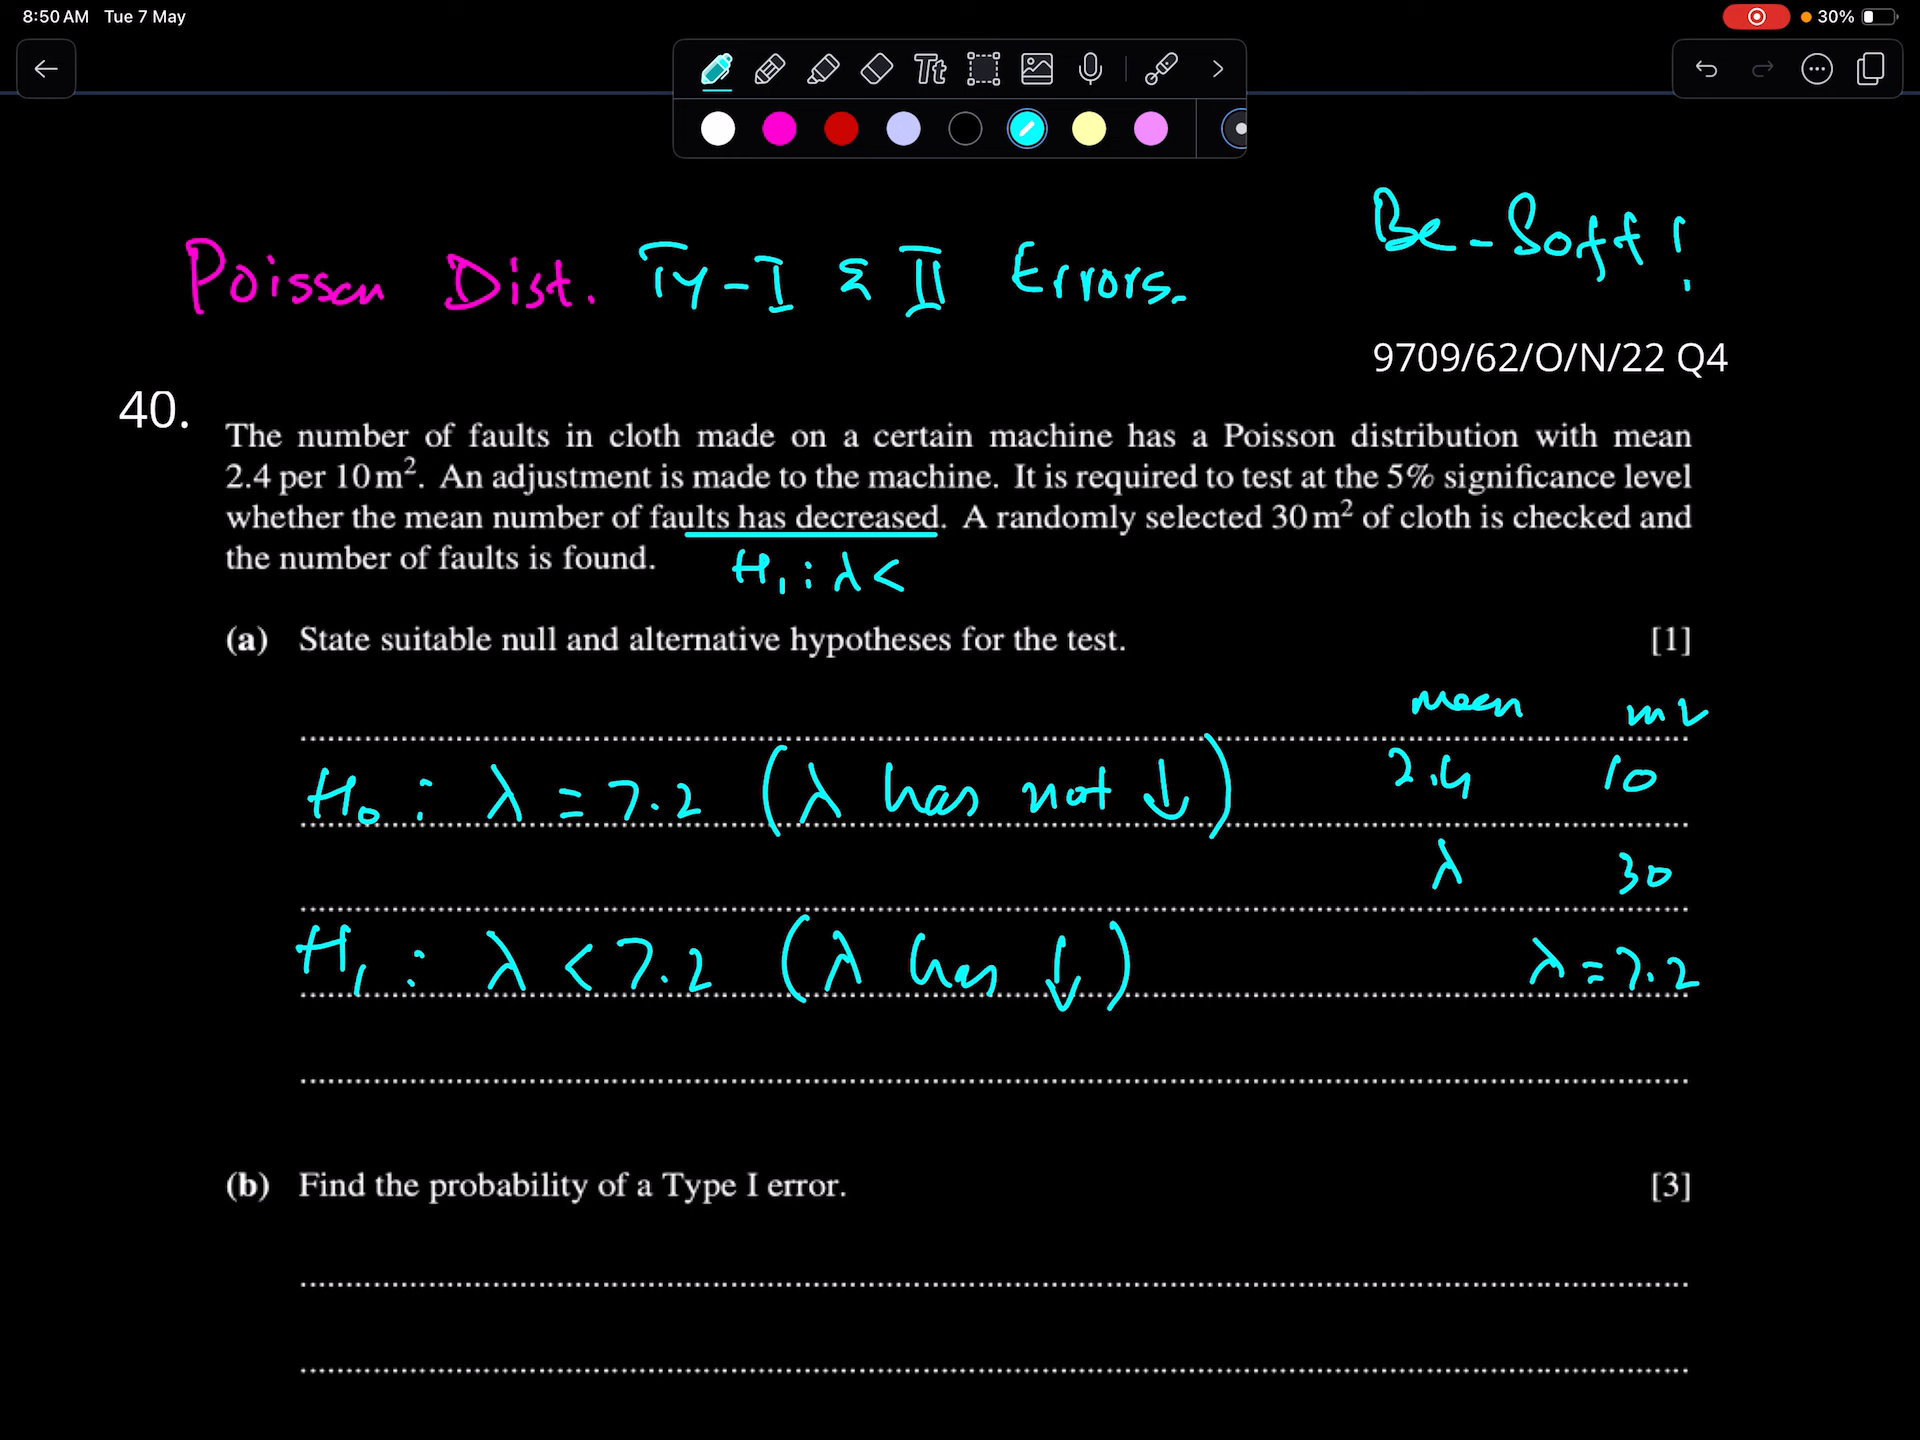 8:50 AM Tue 7 May
30%
Tt
Be-Soft!
Poisson Dist. Ty-I & II Errors.
9709/62/O/N/22 Q4
40.
The number of faults in cloth made on a certain machine has a Poisson distribution with mean
2.4 per 10 m². An adjustment is made to the machine. It is required to test at the 5% significance level
whether the mean number of faults has decreased. A randomly selected 30 m² of cloth is checked and
the number of faults is found.
H₁ : λ <
(a) State suitable null and alternative hypotheses for the test. [1]
mean m²
H₀ : λ = 7.2 (λ has not ↓) 2.4 10
λ 30
H₁ : λ < 7.2 (λ has ↓) λ = 7.2
(b) Find the probability of a Type I error. [3]